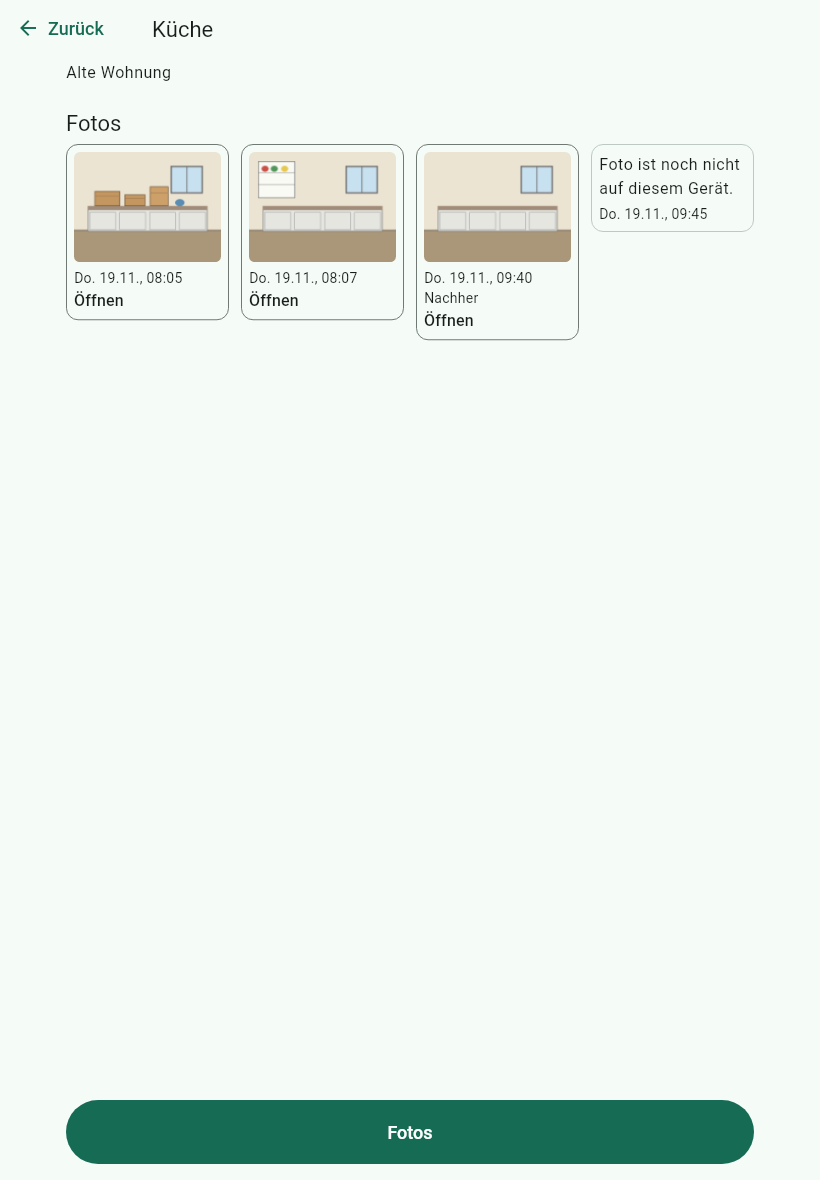 Zurück
Küche
Alte Wohnung
Fotos
Do. 19.11., 08:05
Öffnen
Do. 19.11., 08:07
Öffnen
Do. 19.11., 09:40
Nachher
Öffnen
Foto ist noch nicht
auf diesem Gerät.
Do. 19.11., 09:45
Fotos